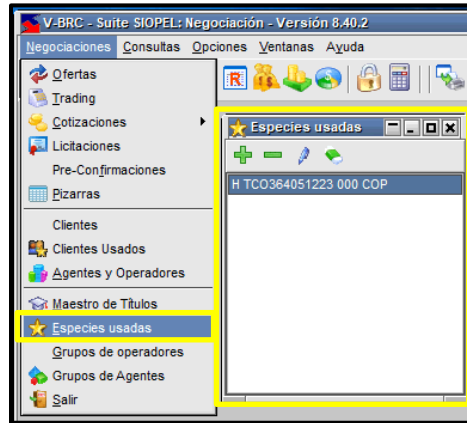 V-BRC - Suite SIOPEL: Negociación - Versión 8.40.2
Negociaciones Consultas Opciones Ventanas Ayuda
Ofertas
Trading
Cotizaciones
Licitaciones
Pre-Confirmaciones
Pizarras
Clientes
Clientes Usados
Agentes y Operadores
Maestro de Títulos
Especies usadas
Grupos de operadores
Grupos de Agentes
Salir
R
Especies usadas
H TCO364051223 000 COP